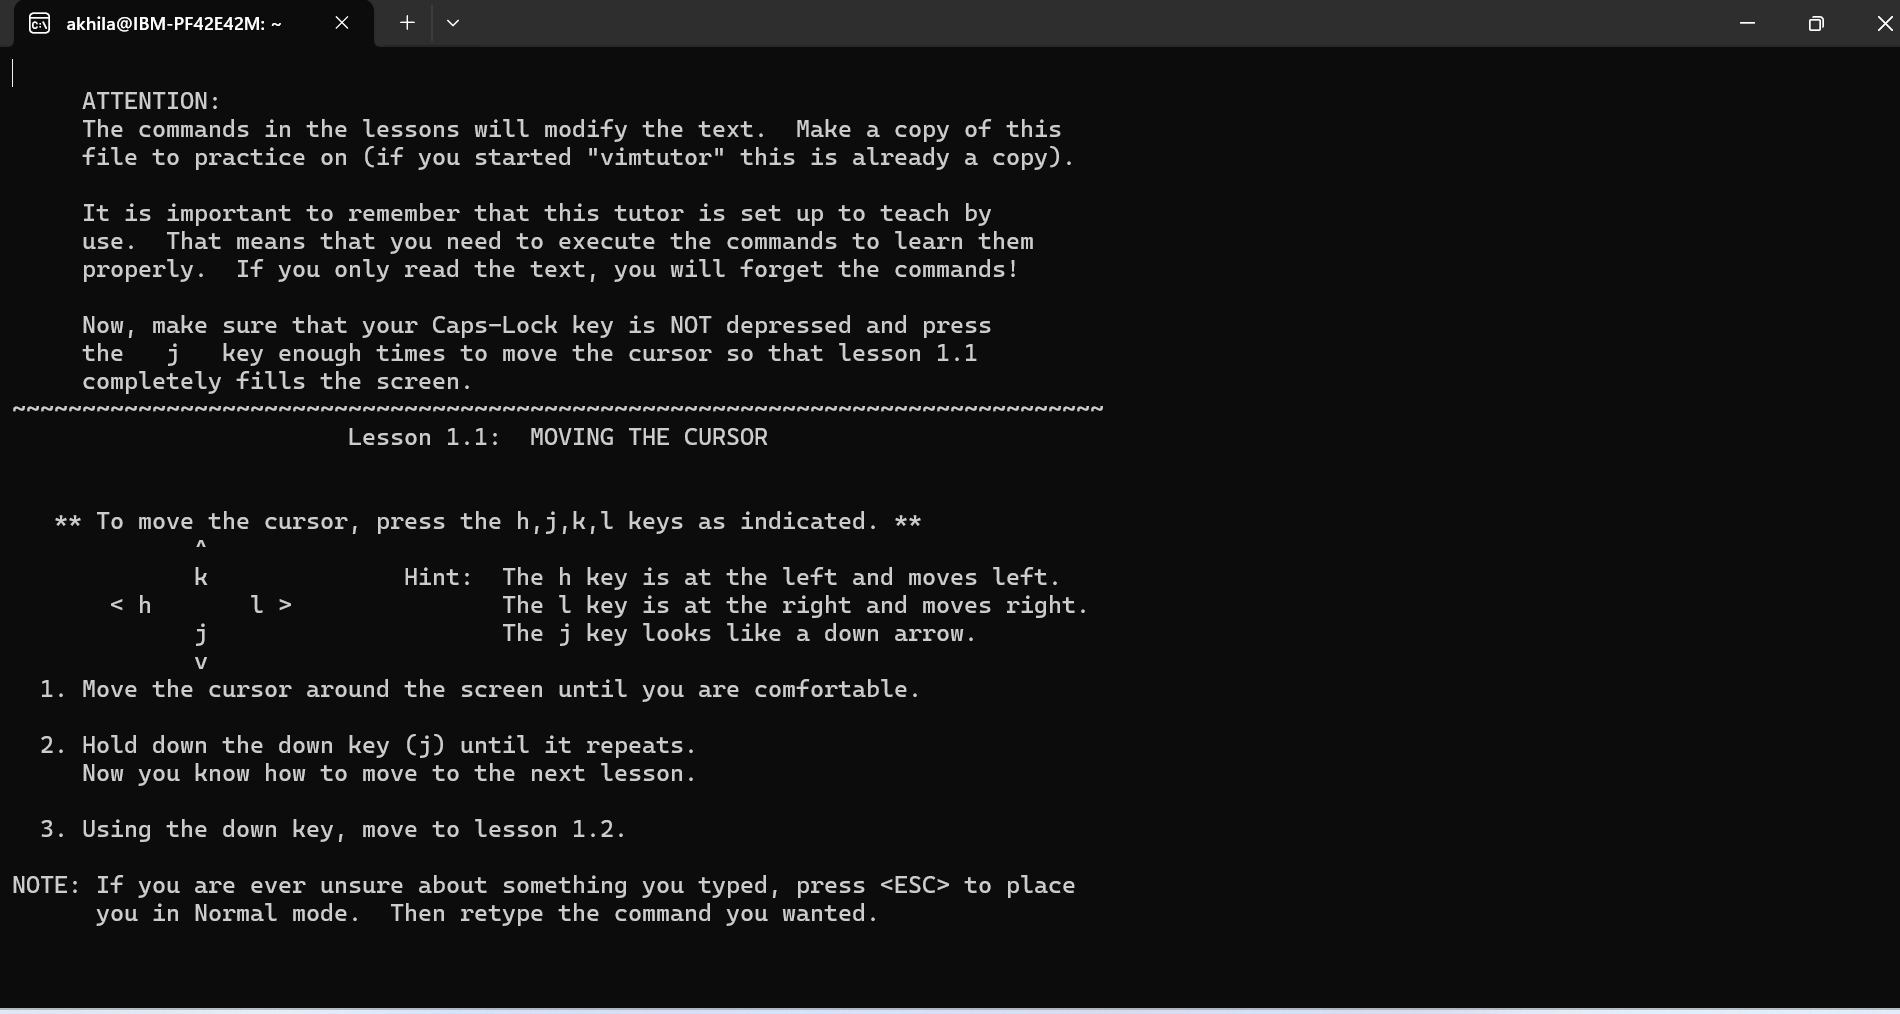 akhila@IBM-PF42E42M: ~
ATTENTION:
The commands in the lessons will modify the text.  Make a copy of this
file to practice on (if you started "vimtutor" this is already a copy).
It is important to remember that this tutor is set up to teach by
use.  That means that you need to execute the commands to learn them
properly.  If you only read the text, you will forget the commands!
Now, make sure that your Caps-Lock key is NOT depressed and press
the   j   key enough times to move the cursor so that lesson 1.1
completely fills the screen.
~~~~~~~~~~~~~~~~~~~~~~~~~~~~~~~~~~~~~~~~~~~~~~~~~~~~~~~~~~~~~~~~~~~~~~~~~~~~~~
Lesson 1.1:  MOVING THE CURSOR
** To move the cursor, press the h,j,k,l keys as indicated. **
^
k              Hint:  The h key is at the left and moves left.
< h       l >               The l key is at the right and moves right.
j                     The j key looks like a down arrow.
v
1. Move the cursor around the screen until you are comfortable.
2. Hold down the down key (j) until it repeats.
Now you know how to move to the next lesson.
3. Using the down key, move to lesson 1.2.
NOTE: If you are ever unsure about something you typed, press <ESC> to place
you in Normal mode.  Then retype the command you wanted.